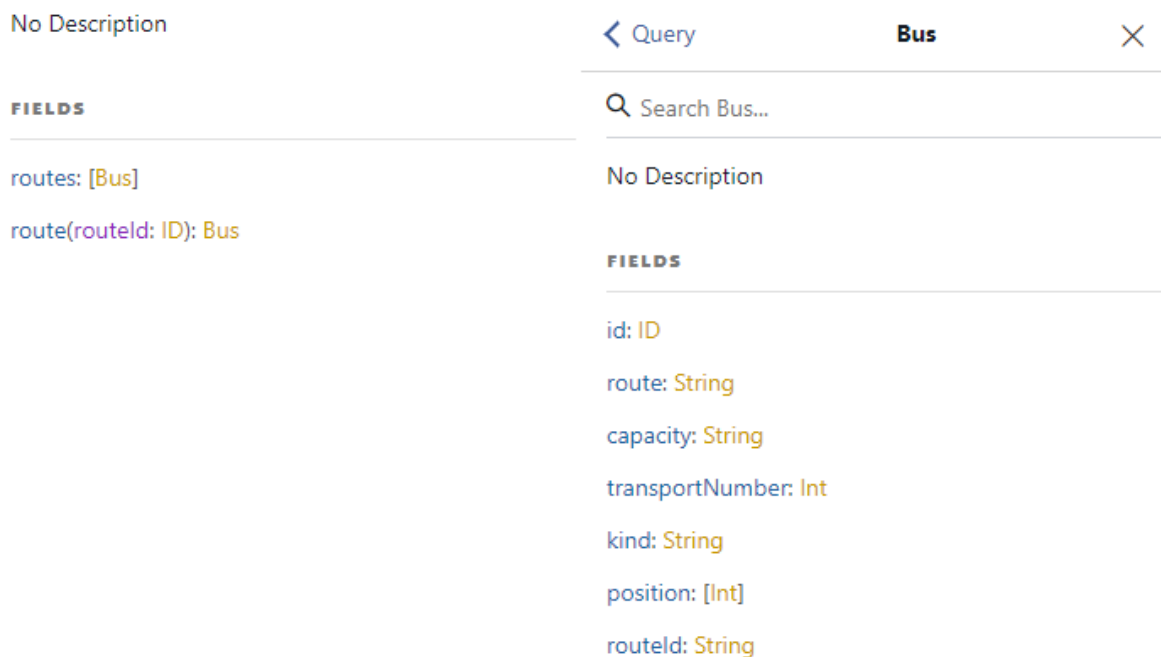 No Description
FIELDS
routes: [Bus]
route(routeId: ID): Bus
Query
Bus
Search Bus...
No Description
FIELDS
id: ID
route: String
capacity: String
transportNumber: Int
kind: String
position: [Int]
routeId: String